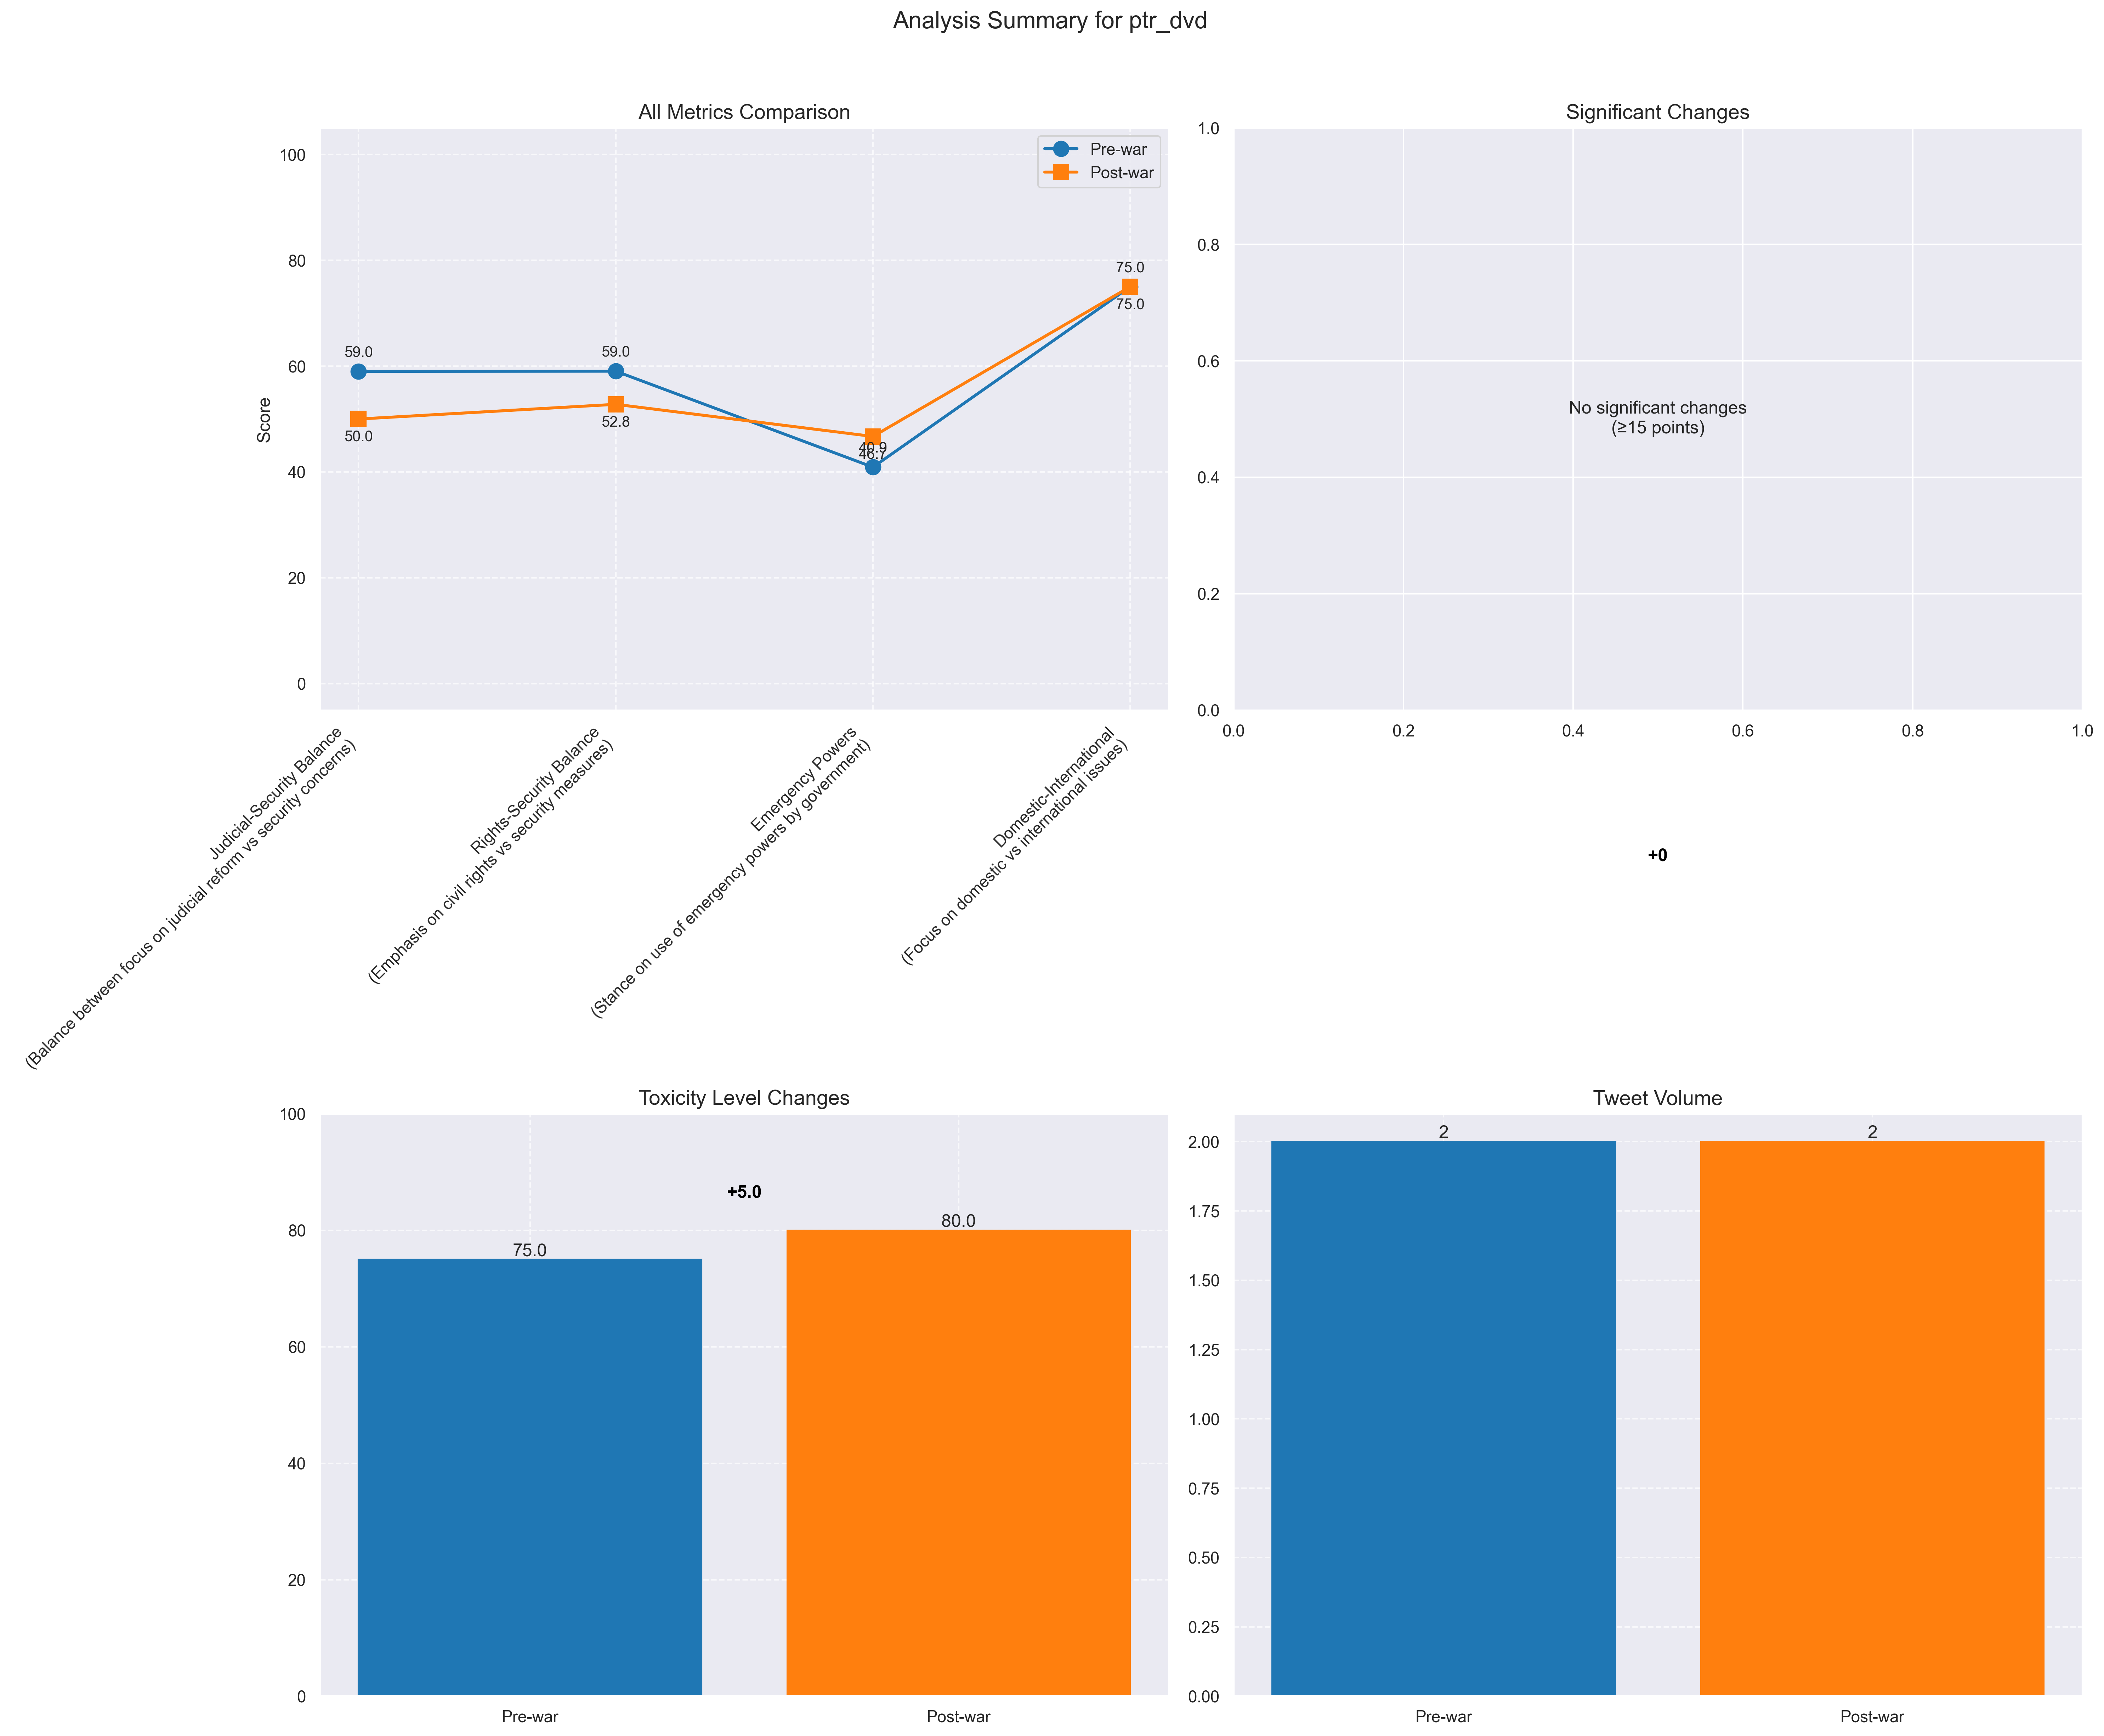 Analysis Summary for ptr_dvd
All Metrics Comparison
100
80
60
40
20
0
Score
Pre-war
Post-war
59.0
59.0
40.9
75.0
50.0
52.8
46.7
75.0
Judicial-Security Balance
(Balance between focus on judicial reform vs security concerns)
Rights-Security Balance
(Emphasis on civil rights vs security measures)
Emergency Powers
(Stance on use of emergency powers by government)
Domestic-International
(Focus on domestic vs international issues)
Significant Changes
1.0
0.8
0.6
0.4
0.2
0.0
No significant changes
(≥15 points)
0.0 0.2 0.4 0.6 0.8 1.0
+0
Toxicity Level Changes
100
80
60
40
20
0
75.0
+5.0
80.0
Pre-war Post-war
Tweet Volume
2.00
1.75
1.50
1.25
1.00
0.75
0.50
0.25
0.00
2 2
Pre-war Post-war